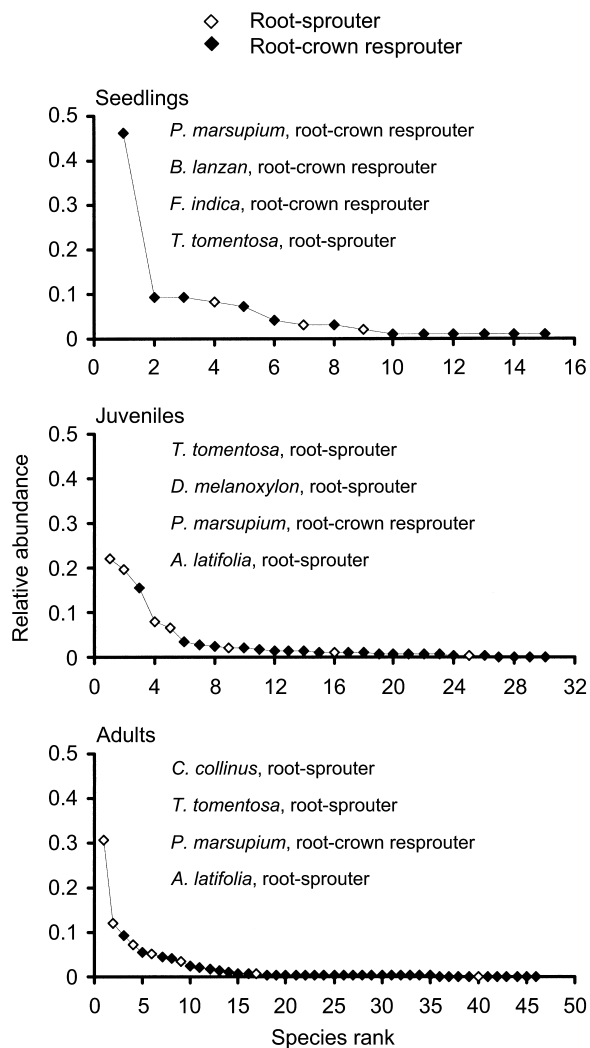 Root-sprouter
Root-crown resprouter
Seedlings
0.5
0.4
0.3
0.2
0.1
0
P. marsupium, root-crown resprouter
B. lanzan, root-crown resprouter
F. indica, root-crown resprouter
T. tomentosa, root-sprouter
0 2 4 6 8 10 12 14 16
Juveniles
0.5
0.4
0.3
0.2
0.1
0
T. tomentosa, root-sprouter
D. melanoxylon, root-sprouter
P. marsupium, root-crown resprouter
A. latifolia, root-sprouter
0 4 8 12 16 20 24 28 32
Relative abundance
Adults
0.5
0.4
0.3
0.2
0.1
0
C. collinus, root-sprouter
T. tomentosa, root-sprouter
P. marsupium, root-crown resprouter
A. latifolia, root-sprouter
0 5 10 15 20 25 30 35 40 45 50
Species rank